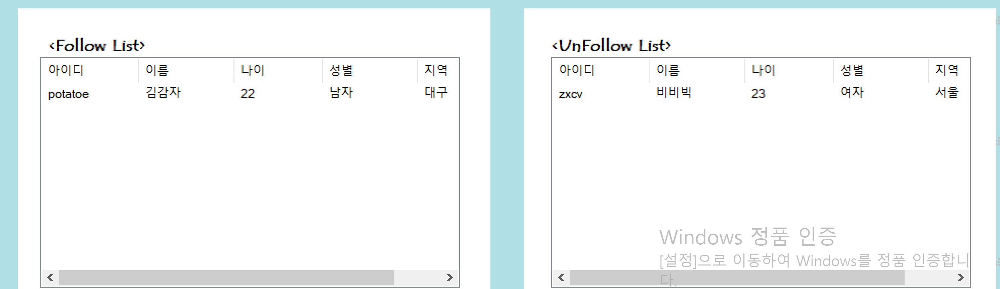 <Follow List>
아이디 이름 나이 성별 지역
potatoe 김감자 22 남자 대구
<UnFollow List>
아이디 이름 나이 성별 지역
zxcv 비비빅 23 여자 서울
Windows 정품 인증
[설정]으로 이동하여 Windows를 정품 인증합니
다.